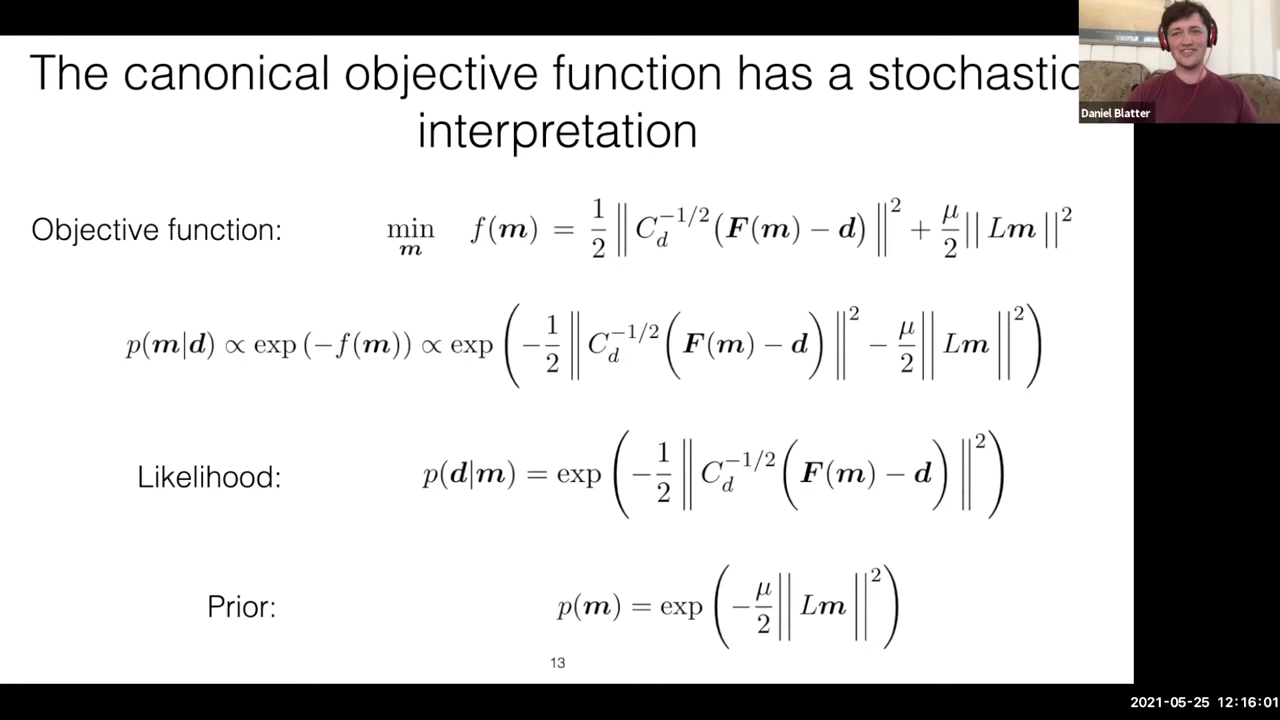 The canonical objective function has a stochastic
interpretation
Daniel Blatter
Objective function: min_m f(m) = 1/2 || C_d^{-1/2} (F(m) − d) ||^2 + μ/2 || Lm ||^2
p(m|d) ∝ exp (−f(m)) ∝ exp ( −1/2 || C_d^{-1/2} ( F(m) − d ) ||^2 − μ/2 || Lm ||^2 )
Likelihood: p(d|m) = exp ( −1/2 || C_d^{-1/2} ( F(m) − d ) ||^2 )
Prior: p(m) = exp ( −μ/2 || Lm ||^2 )
13
2021-05-25 12:16:01